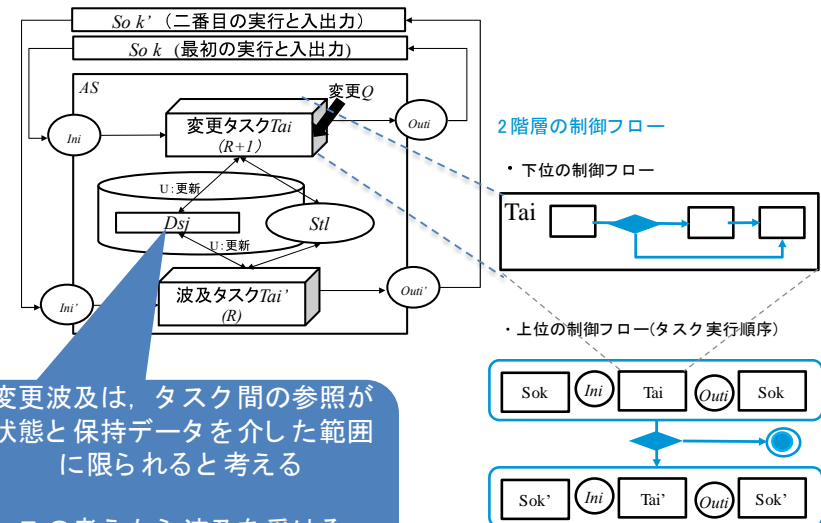 So k’（二番目の実行と入出力）
So k (最初の実行と入出力)
AS
変更Q
Ini
変更タスクTai
(R+1)
Outi
U:更新
Dsj
Stl
U:更新
Ini’
波及タスクTai’
(R)
Outi’
変更波及は，タスク間の参照が
状態と保持データを介した範囲
に限られると考える
2階層の制御フロー
・下位の制御フロー
Tai
・上位の制御フロー(タスク実行順序)
Sok Ini Tai Outi Sok
Sok’ Ini Tai’ Outi Sok’